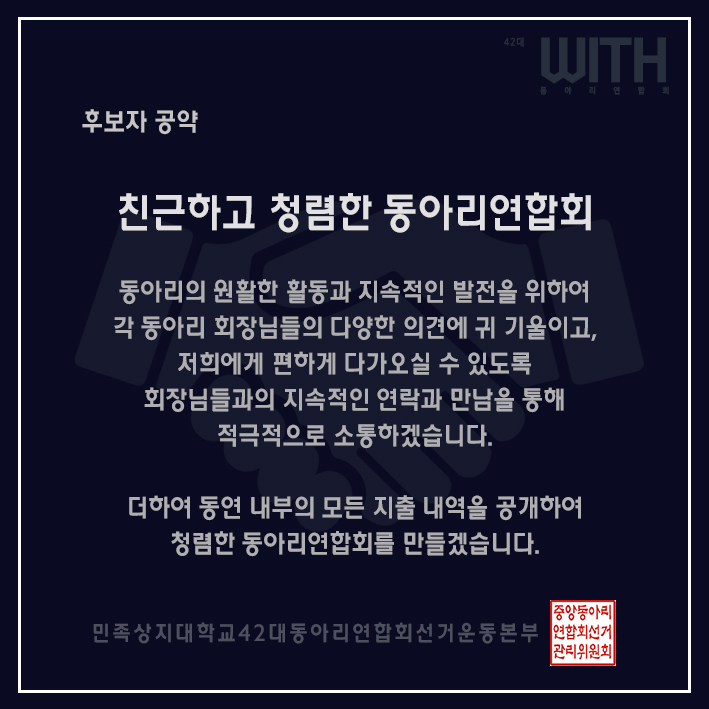 42대 WITH
동아리연합회
후보자 공약
친근하고 청렴한 동아리연합회
동아리의 원활한 활동과 지속적인 발전을 위하여
각 동아리 회장님들의 다양한 의견에 귀 기울이고,
저희에게 편하게 다가오실 수 있도록
회장님들과의 지속적인 연락과 만남을 통해
적극적으로 소통하겠습니다.
더하여 동연 내부의 모든 지출 내역을 공개하여
청렴한 동아리연합회를 만들겠습니다.
민족상지대학교42대동아리연합회선거운동본부
중앙동아리
연합회선거
관리위원회